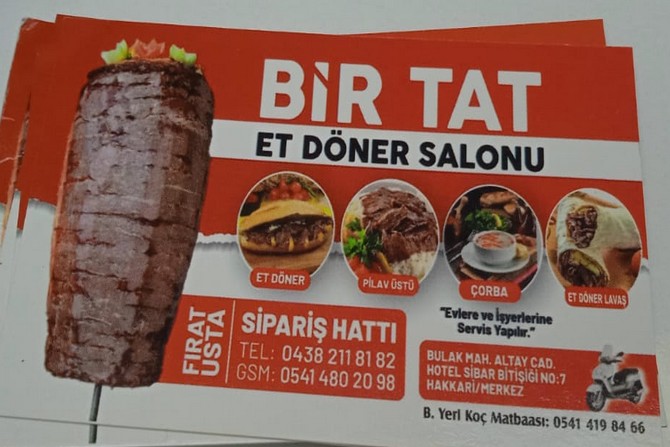 BİR TAT
ET DÖNER SALONU
ET DÖNER
PİLAV ÜSTÜ
ÇORBA
ET DÖNER LAVAŞ
"Evlere ve İşyerlerine
Servis Yapılır."
FIRAT
USTA
SİPARİŞ HATTI
TEL: 0438 211 81 82
GSM: 0541 480 20 98
BULAK MAH. ALTAY CAD.
HOTEL SIBAR BİTİŞİĞİ NO:7
HAKKARİ/MERKEZ
B. Yeri Koç Matbaası: 0541 419 84 66